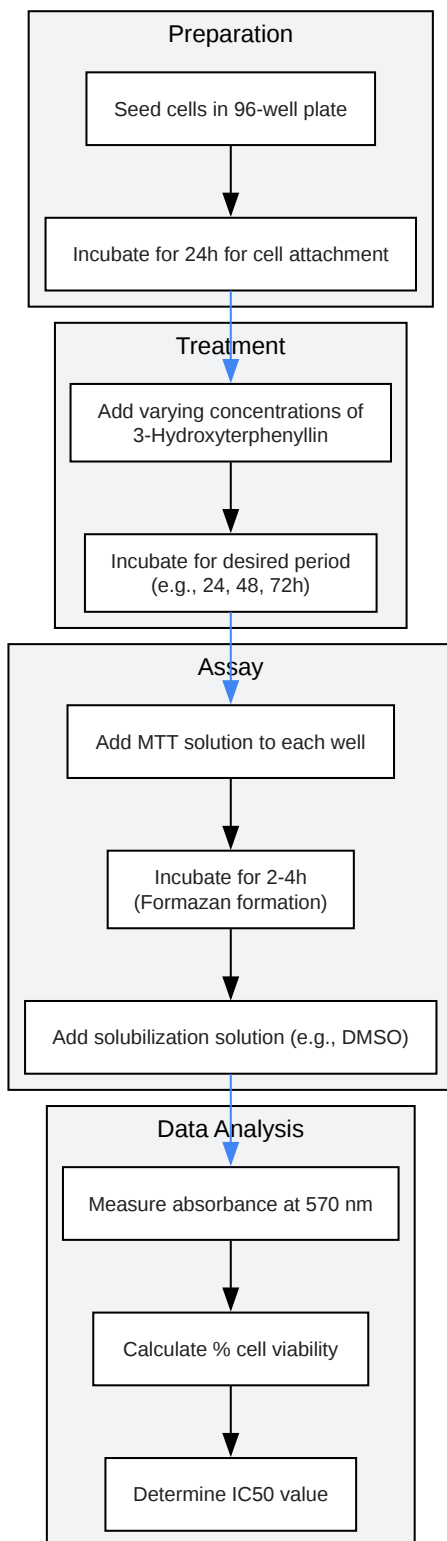 Preparation
Seed cells in 96-well plate
Incubate for 24h for cell attachment
Treatment
Add varying concentrations of
3-Hydroxyterphenyllin
Incubate for desired period
(e.g., 24, 48, 72h)
Assay
Add MTT solution to each well
Incubate for 2-4h
(Formazan formation)
Add solubilization solution (e.g., DMSO)
Data Analysis
Measure absorbance at 570 nm
Calculate % cell viability
Determine IC50 value